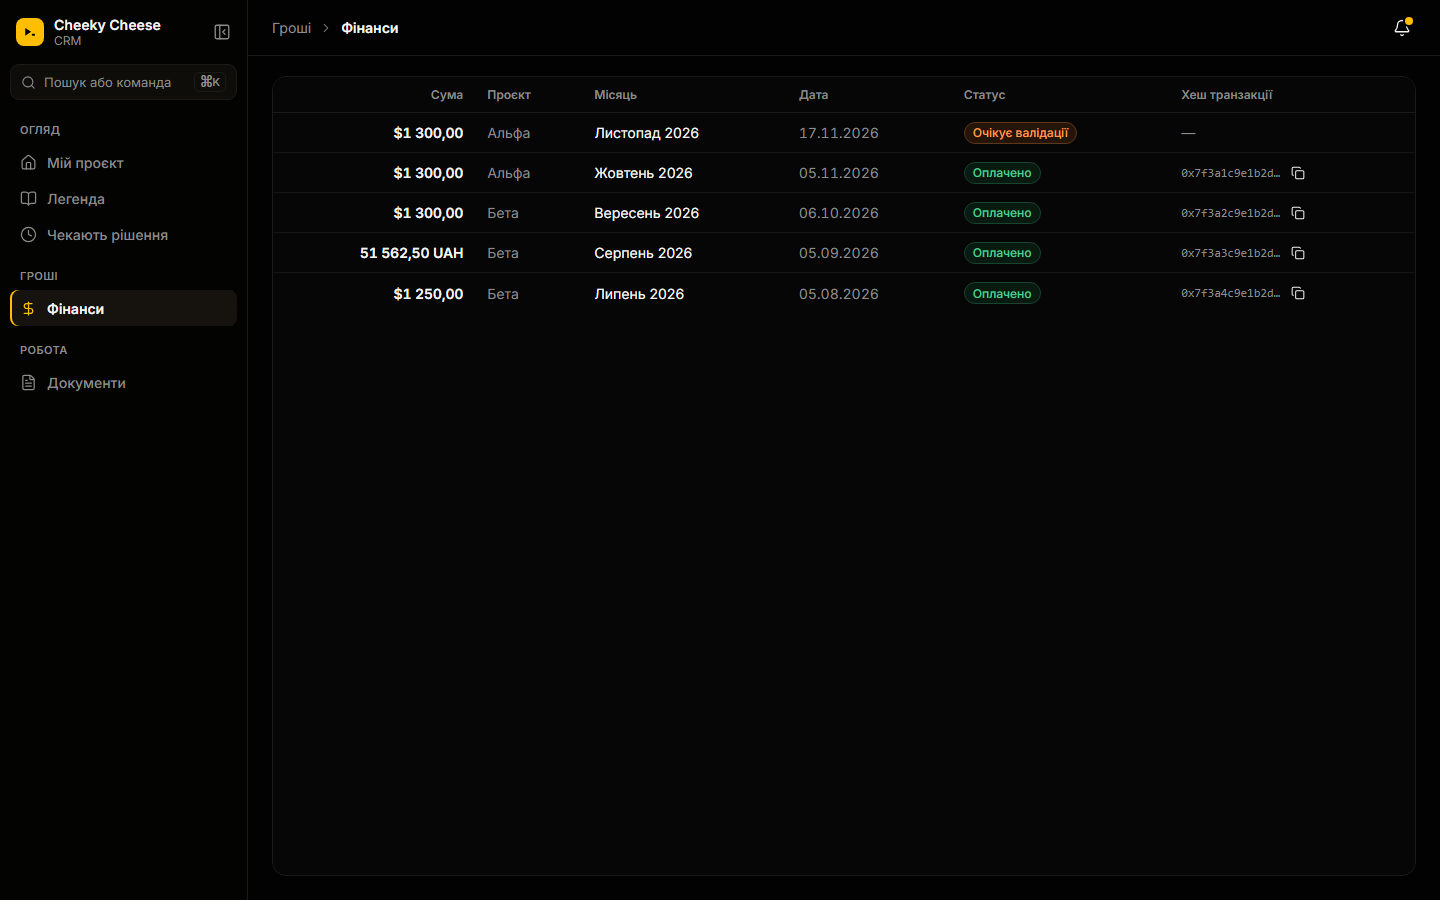 Cheeky Cheese
CRM
Пошук або команда ⌘K
ОГЛЯД
Мій проєкт
Легенда
Чекають рішення
ГРОШІ
Фінанси
РОБОТА
Документи
Гроші > Фінанси
Сума Проєкт Місяць Дата Статус Хеш транзакції
$1 300,00 Альфа Листопад 2026 17.11.2026 Очікує валідації —
$1 300,00 Альфа Жовтень 2026 05.11.2026 Оплачено 0x7f3a1c9e1b2d…
$1 300,00 Бета Вересень 2026 06.10.2026 Оплачено 0x7f3a2c9e1b2d…
51 562,50 UAH Бета Серпень 2026 05.09.2026 Оплачено 0x7f3a3c9e1b2d…
$1 250,00 Бета Липень 2026 05.08.2026 Оплачено 0x7f3a4c9e1b2d…